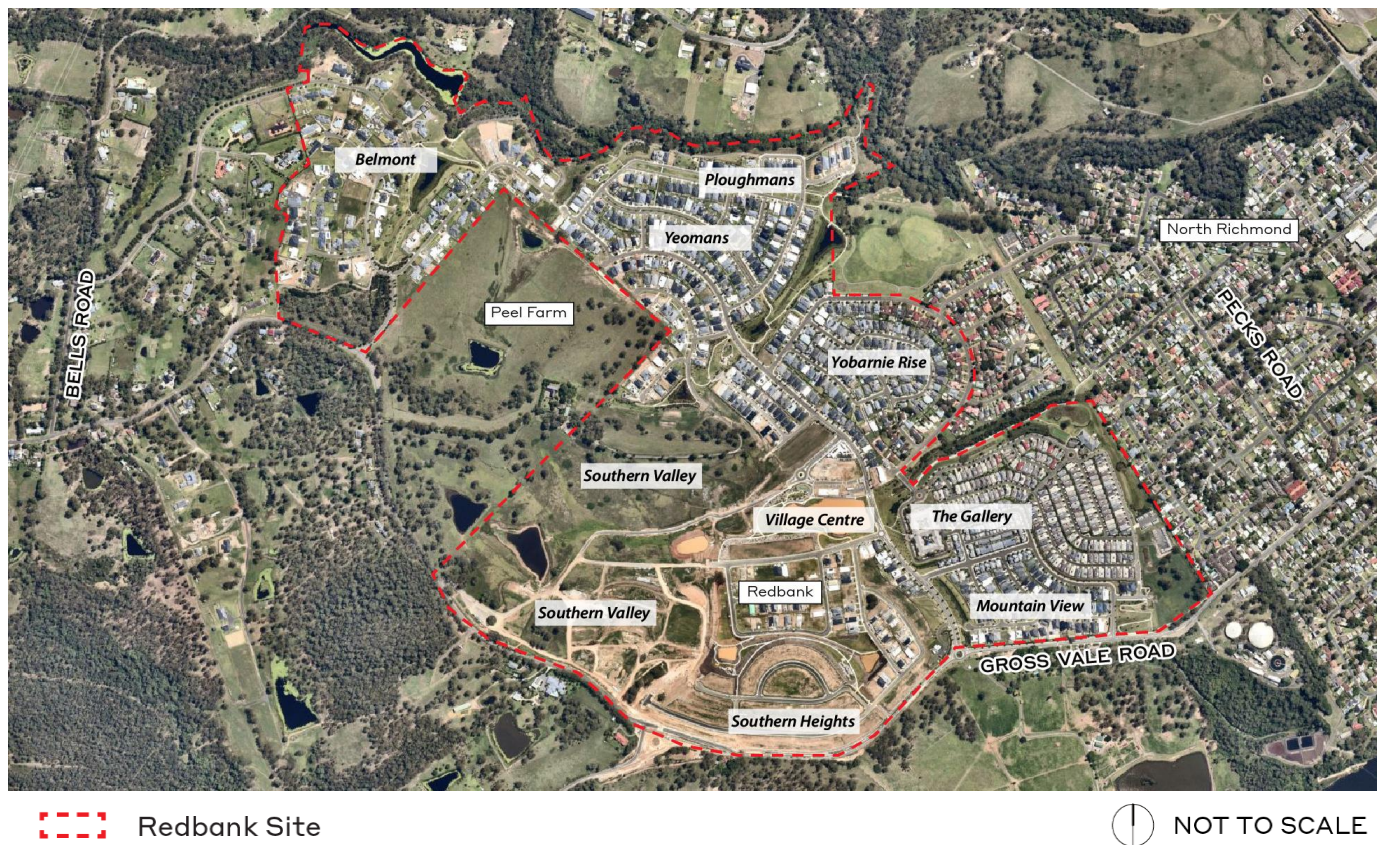 Belmont
Ploughmans
Yeomans
North Richmond
BELLS ROAD
Peel Farm
PECKS ROAD
Yobarnie Rise
Southern Valley
Village Centre
The Gallery
Redbank
Southern Valley
Mountain View
GROSS VALE ROAD
Southern Heights
Redbank Site
NOT TO SCALE